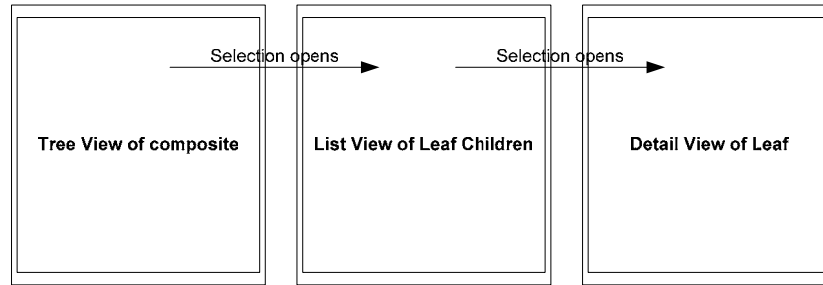 Selection opens
Selection opens
Tree View of composite
List View of Leaf Children
Detail View of Leaf